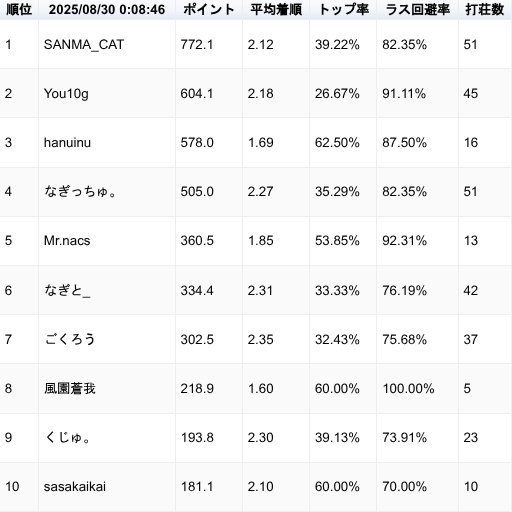 順位 2025/08/30 0:08:46 ポイント 平均着順 トップ率 ラス回避率 打荘数
1 SANMA_CAT 772.1 2.12 39.22% 82.35% 51
2 You10g 604.1 2.18 26.67% 91.11% 45
3 hanuinu 578.0 1.69 62.50% 87.50% 16
4 なぎっちゅ。 505.0 2.27 35.29% 82.35% 51
5 Mr.nacs 360.5 1.85 53.85% 92.31% 13
6 なぎと_ 334.4 2.31 33.33% 76.19% 42
7 ごくろう 302.5 2.35 32.43% 75.68% 37
8 風園蒼我 218.9 1.60 60.00% 100.00% 5
9 くじゅ。 193.8 2.30 39.13% 73.91% 23
10 sasakaikai 181.1 2.10 60.00% 70.00% 10